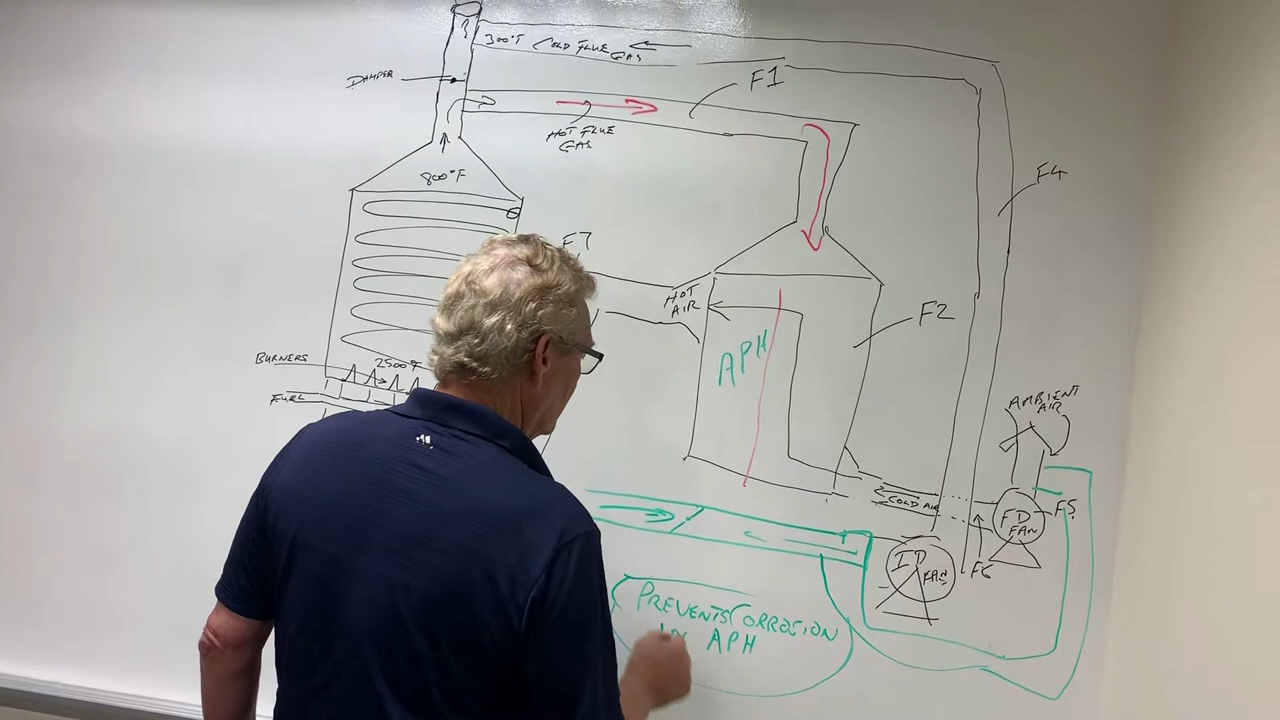 300°F COLD FLUE
GAS
DAMPER
F1
HOT FLUE
GAS
800°F
F4
F7
HOT
AIR
F2
APH
BURNERS
2500°F
FUEL
AMBIENT
AIR
COLD AIR
FD
FAN
F5
ID
FAN
F6
PREVENTS CORROSION
IN APH